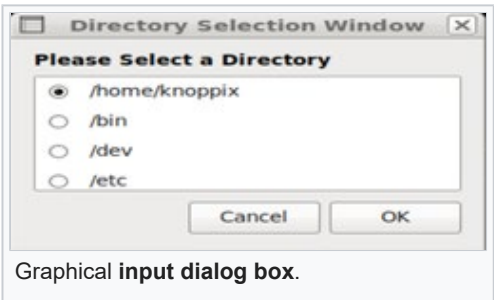 Directory Selection Window
Please Select a Directory
/home/knoppix
/bin
/dev
/etc
Cancel OK
Graphical input dialog box.